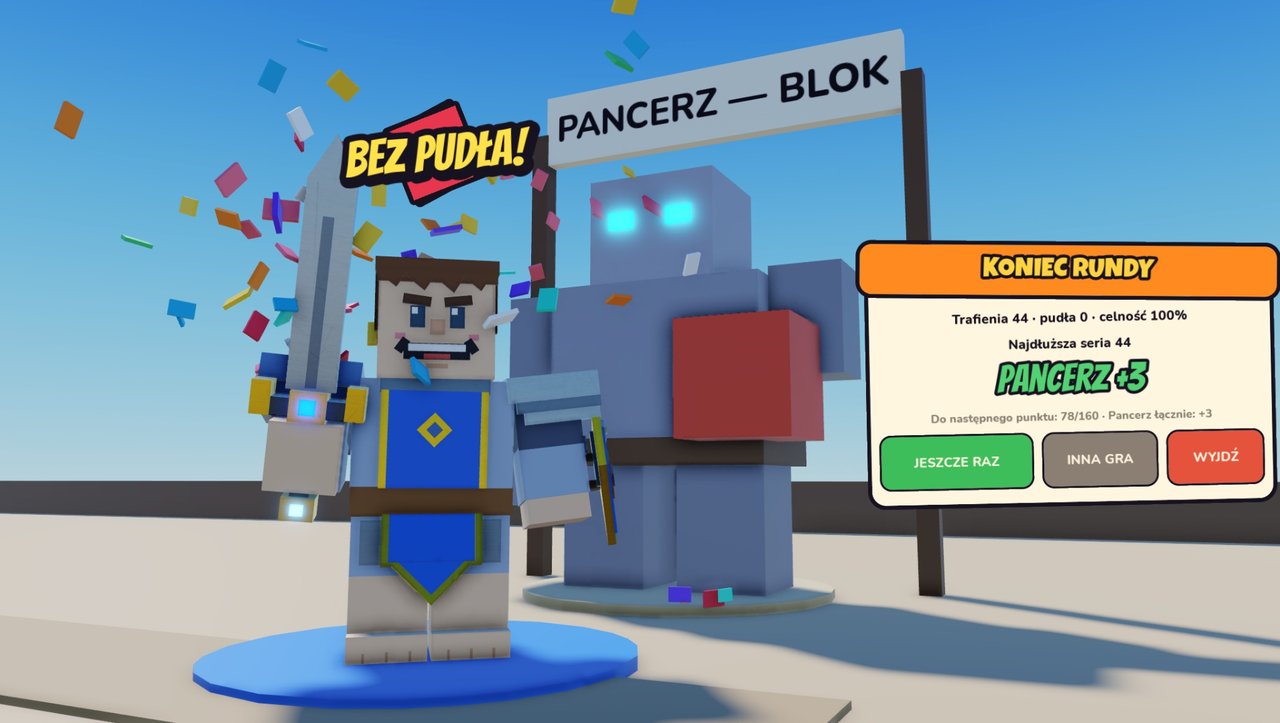 BEZ PUDŁA!
PANCERZ — BLOK
KONIEC RUNDY
Trafienia 44 · pudła 0 · celność 100%
Najdłuższa seria 44
PANCERZ +3
Do następnego punktu: 78/160 · Pancerz łącznie: +3
JESZCZE RAZ
INNA GRA
WYJDŹ